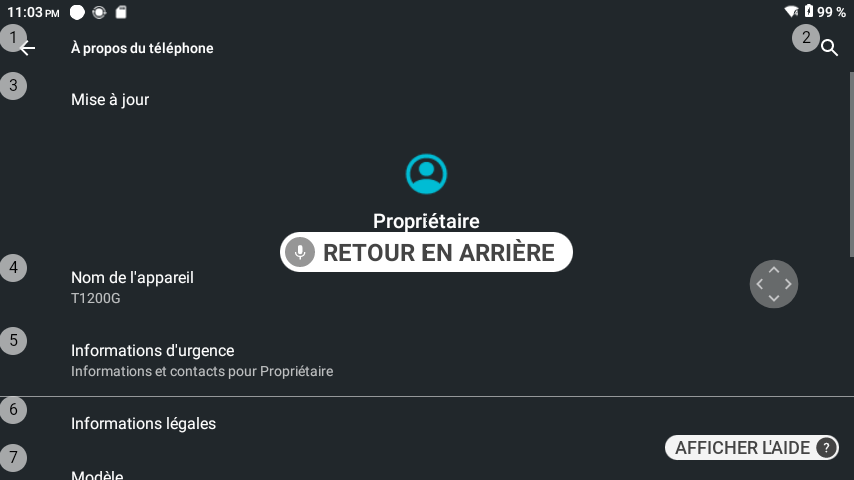 11:03 PM
99 %
1
À propos du téléphone
2
3
Mise à jour
Propriétaire
RETOUR EN ARRIÈRE
4
Nom de l'appareil
T1200G
5
Informations d'urgence
Informations et contacts pour Propriétaire
6
Informations légales
AFFICHER L'AIDE ?
7
Modèle